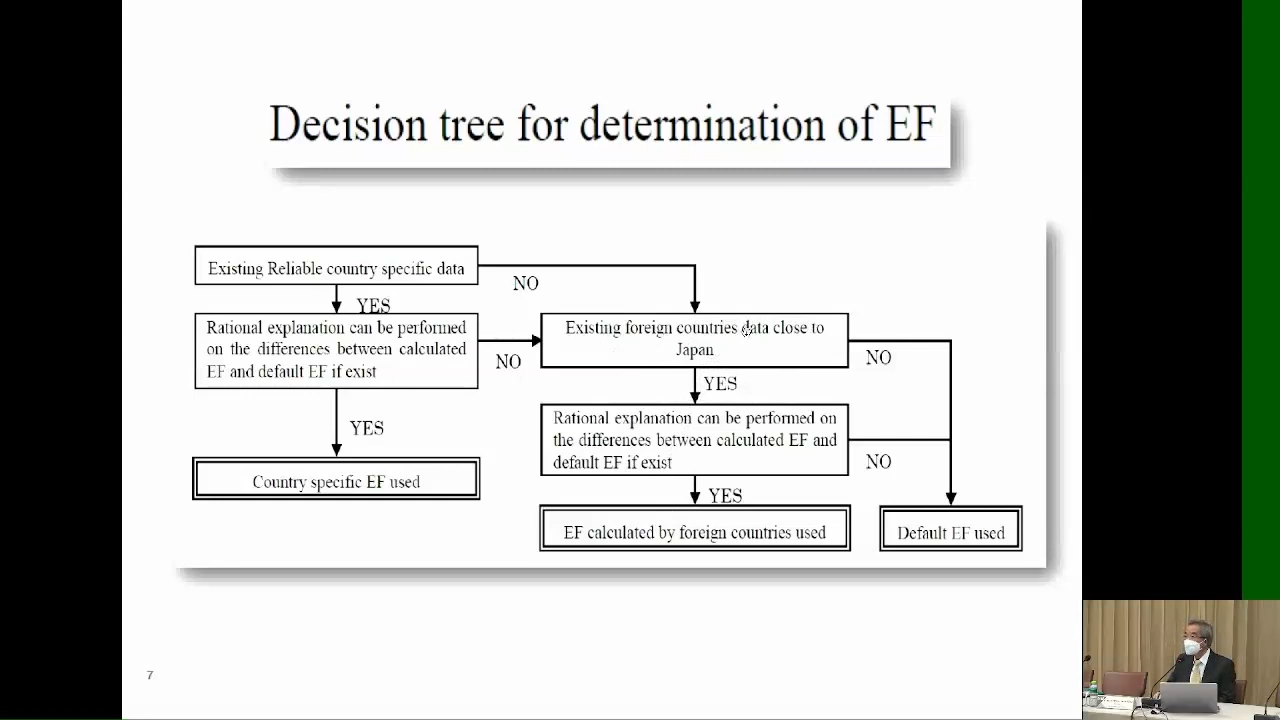 Decision tree for determination of EF
Existing Reliable country specific data
NO
YES
Rational explanation can be performed
on the differences between calculated
EF and default EF if exist
NO
Existing foreign countries data close to
Japan
NO
YES
YES
Rational explanation can be performed on
the differences between calculated EF and
default EF if exist
NO
Country specific EF used
YES
EF calculated by foreign countries used
Default EF used
7